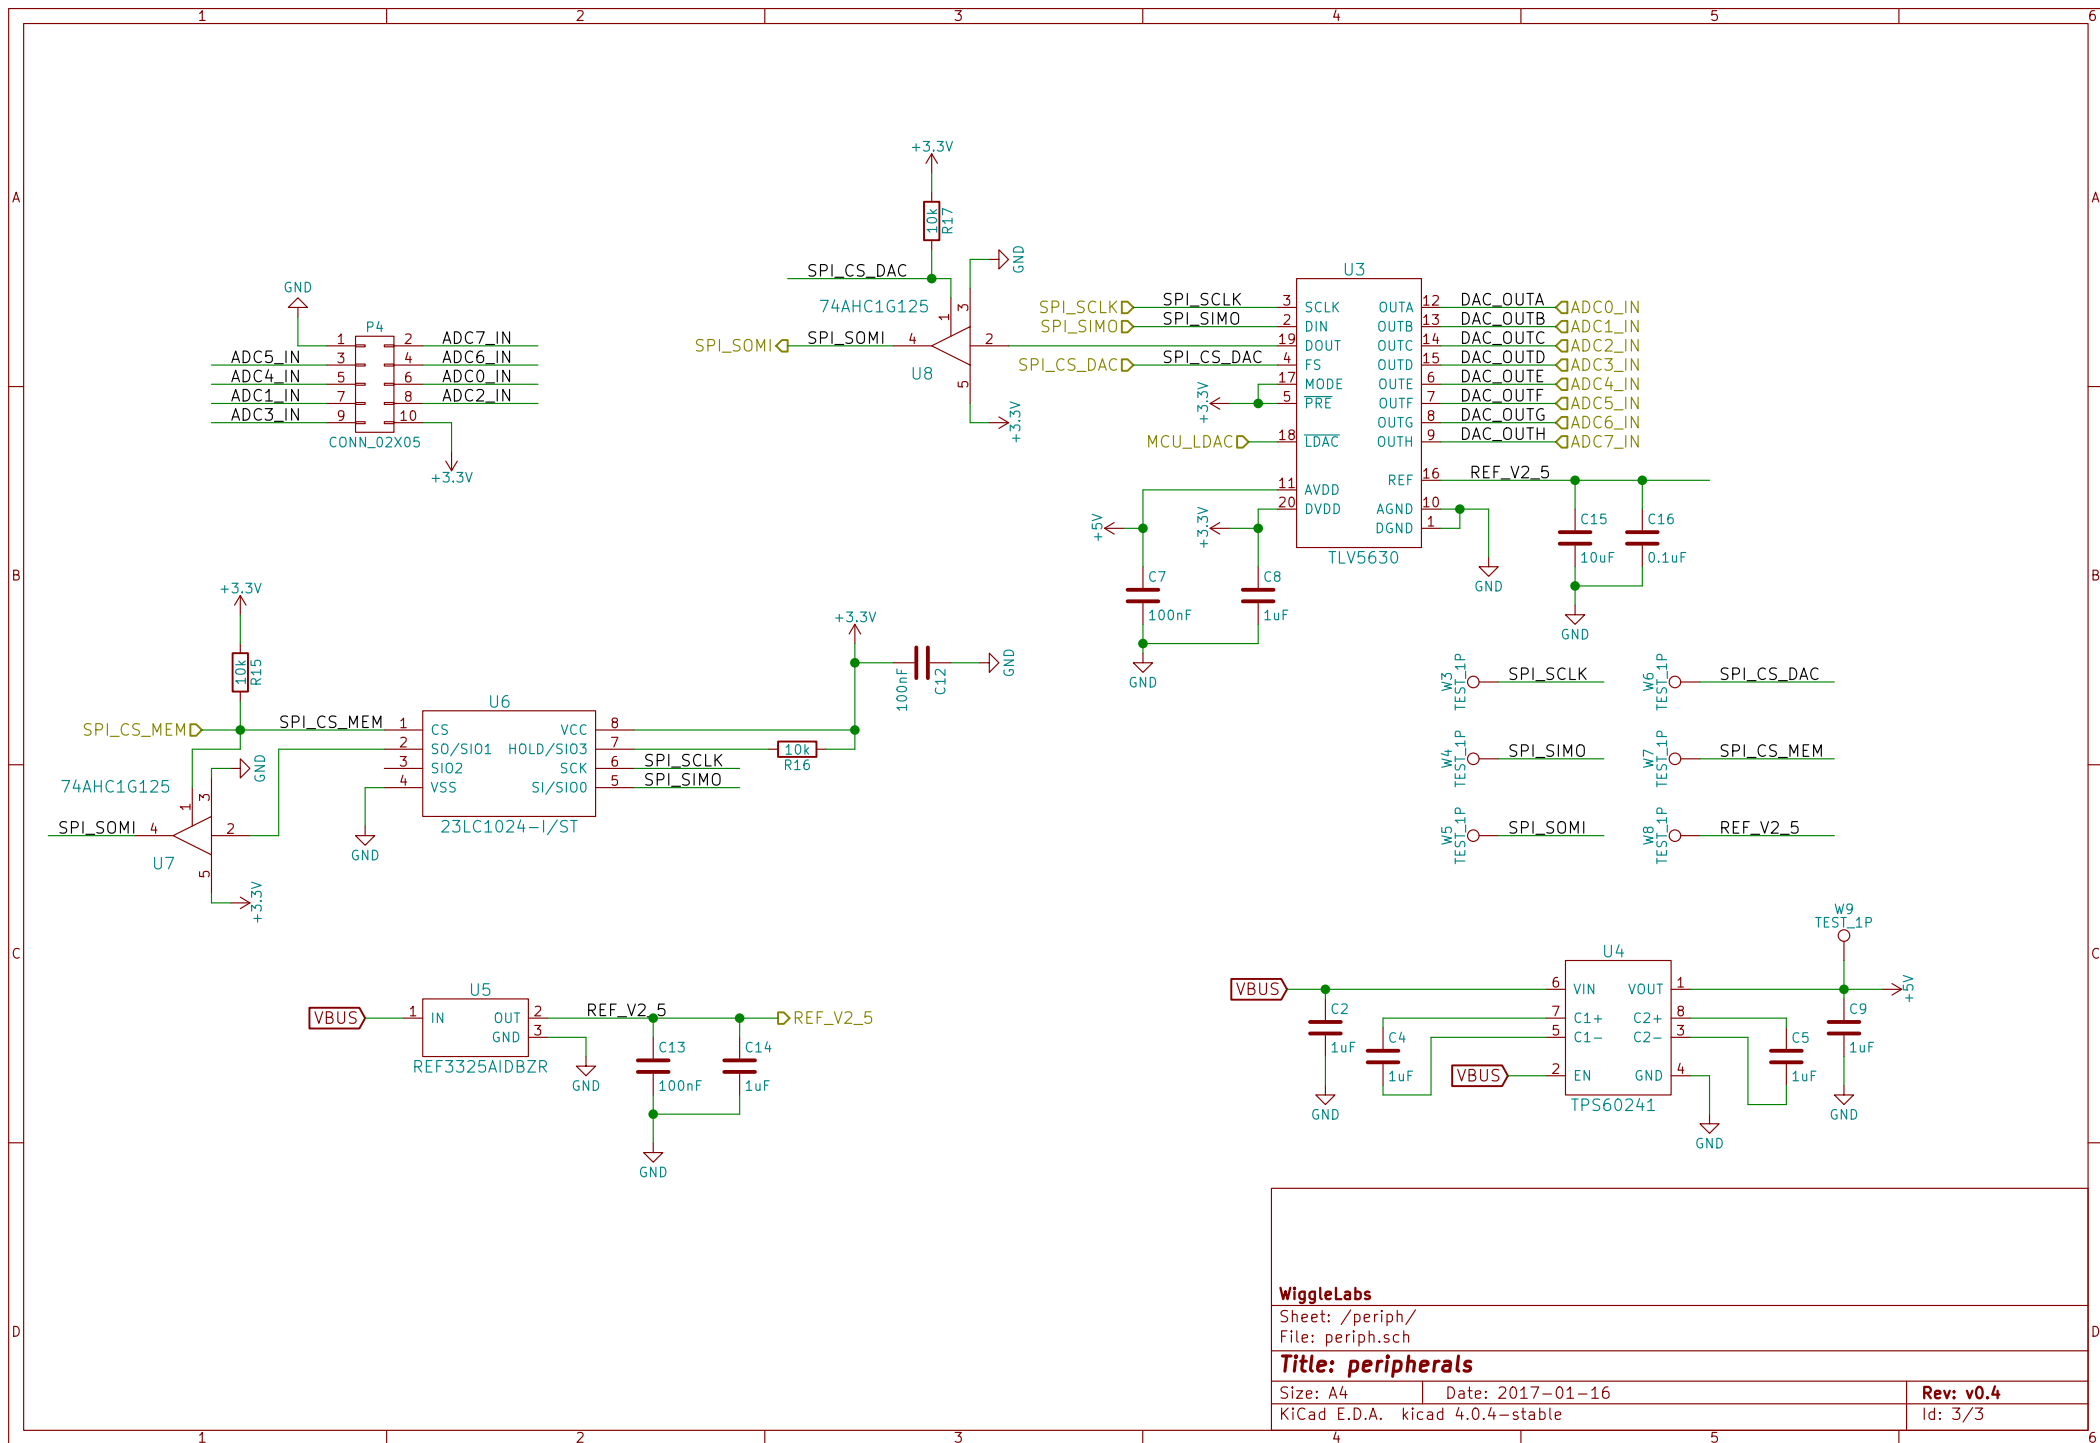 1 2 3 4 5 6
A
A
B
B
C
C
D
D
+3.3V
10k
R17
SPI_CS_DAC
GND
74AHC1G125
1
3
SPI_SOMI
SPI_SOMI
4
2
U8
5
+3.3V
GND
P4
1 2 ADC7_IN
ADC5_IN 3 4 ADC6_IN
ADC4_IN 5 6 ADC0_IN
ADC1_IN 7 8 ADC2_IN
ADC3_IN 9 10
CONN_02X05
+3.3V
U3
SPI_SCLK SPI_SCLK 3 SCLK OUTA 12 DAC_OUTA ADC0_IN
SPI_SIMO SPI_SIMO 2 DIN OUTB 13 DAC_OUTB ADC1_IN
19 DOUT OUTC 14 DAC_OUTC ADC2_IN
SPI_CS_DAC SPI_CS_DAC 4 FS OUTD 15 DAC_OUTD ADC3_IN
17 MODE OUTE 6 DAC_OUTE ADC4_IN
+3.3V 5 PRE OUTF 7 DAC_OUTF ADC5_IN
OUTG 8 DAC_OUTG ADC6_IN
MCU_LDAC 18 LDAC OUTH 9 DAC_OUTH ADC7_IN
REF 16 REF_V2_5
11 AVDD AGND 10
20 DVDD DGND 1
+5V
+3.3V
TLV5630
GND
C15
10uF
C16
0.1uF
GND
C7
100nF
C8
1uF
GND
+3.3V
10k
R15
SPI_CS_MEM SPI_CS_MEM
U6
1 CS VCC 8
2 SO/SIO1 HOLD/SIO3 7
3 SIO2 SCK 6 SPI_SCLK
4 VSS SI/SIO0 5 SPI_SIMO
23LC1024-I/ST
GND
+3.3V
100nF
C12
GND
10k
R16
GND
74AHC1G125
1
3
SPI_SOMI 4
2
U7
5
+3.3V
W3
TEST_1P
SPI_SCLK
W6
TEST_1P
SPI_CS_DAC
W4
TEST_1P
SPI_SIMO
W7
TEST_1P
SPI_CS_MEM
W5
TEST_1P
SPI_SOMI
W8
TEST_1P
REF_V2_5
U5
VBUS 1 IN OUT 2 REF_V2_5 REF_V2_5
GND 3
REF3325AIDBZR
GND
C13
100nF
C14
1uF
GND
W9
TEST_1P
U4
VBUS 6 VIN VOUT 1 +5V
7 C1+ C2+ 8
5 C1- C2- 3
VBUS 2 EN GND 4
TPS60241
C2
1uF
GND
C4
1uF
C5
1uF
C9
1uF
GND
GND
WiggleLabs
Sheet: /periph/
File: periph.sch
Title: peripherals
Size: A4 Date: 2017-01-16 Rev: v0.4
KiCad E.D.A. kicad 4.0.4-stable Id: 3/3
1 2 3 4 5 6